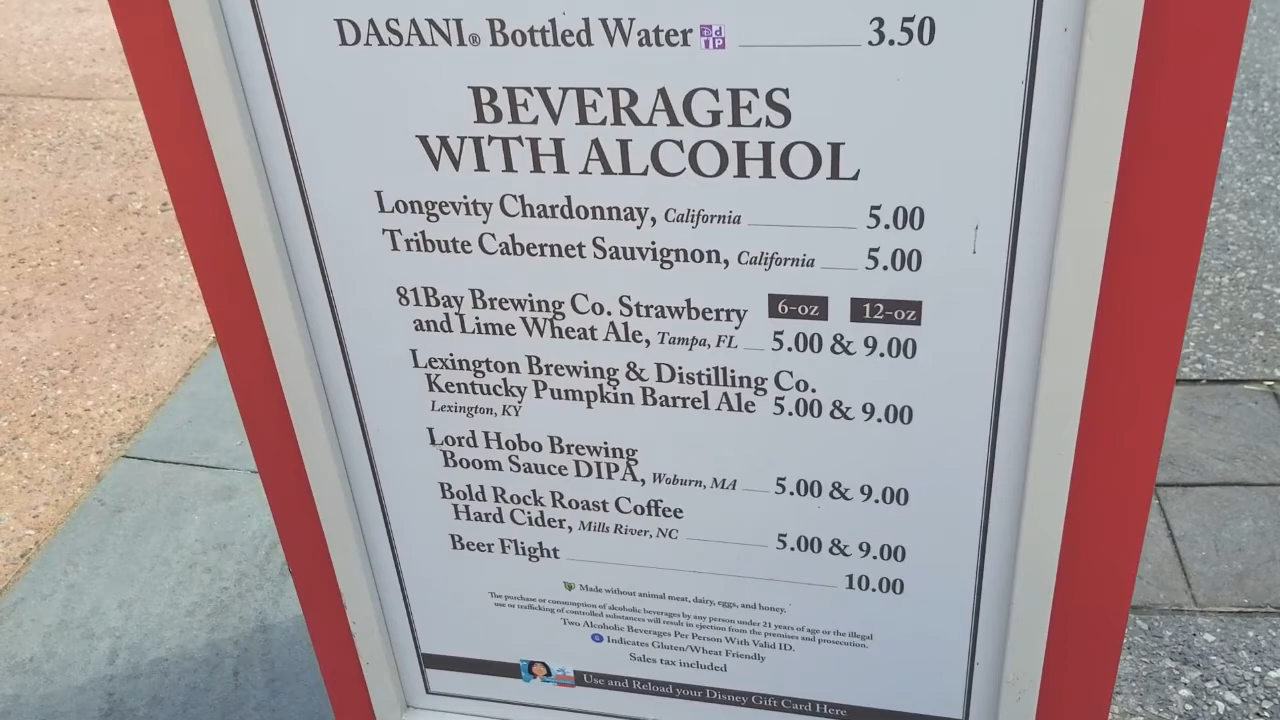 DASANI® Bottled Water 3.50
BEVERAGES
WITH ALCOHOL
Longevity Chardonnay, California 5.00
Tribute Cabernet Sauvignon, California 5.00
81Bay Brewing Co. Strawberry 6-oz 12-oz
and Lime Wheat Ale, Tampa, FL 5.00 & 9.00
Lexington Brewing & Distilling Co.
Kentucky Pumpkin Barrel Ale 5.00 & 9.00
Lexington, KY
Lord Hobo Brewing
Boom Sauce DIPA, Woburn, MA 5.00 & 9.00
Bold Rock Roast Coffee
Hard Cider, Mills River, NC 5.00 & 9.00
Beer Flight 10.00
Made without animal meat, dairy, eggs, and honey.
The purchase or consumption of alcoholic beverages by any person under 21 years of age or the illegal
use or trafficking of controlled substances will result in ejection from the premises and prosecution.
Two Alcoholic Beverages Per Person With Valid ID.
Indicates Gluten/Wheat Friendly
Sales tax included
Use and Reload your Disney Gift Card Here